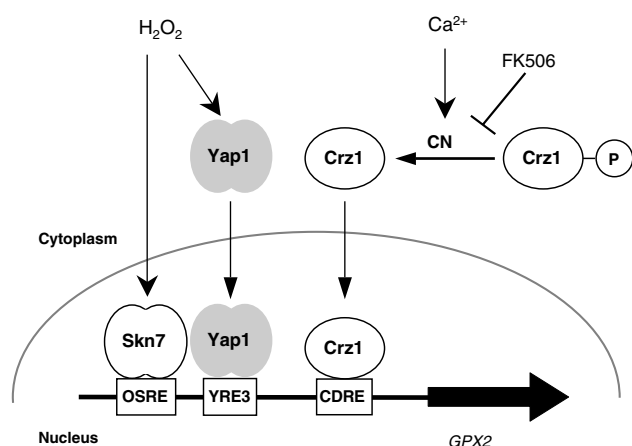 H₂O₂
Ca²⁺
FK506
Yap1
Crz1
CN
Crz1
P
Cytoplasm
Skn7
Yap1
Crz1
OSRE
YRE3
CDRE
Nucleus
GPX2